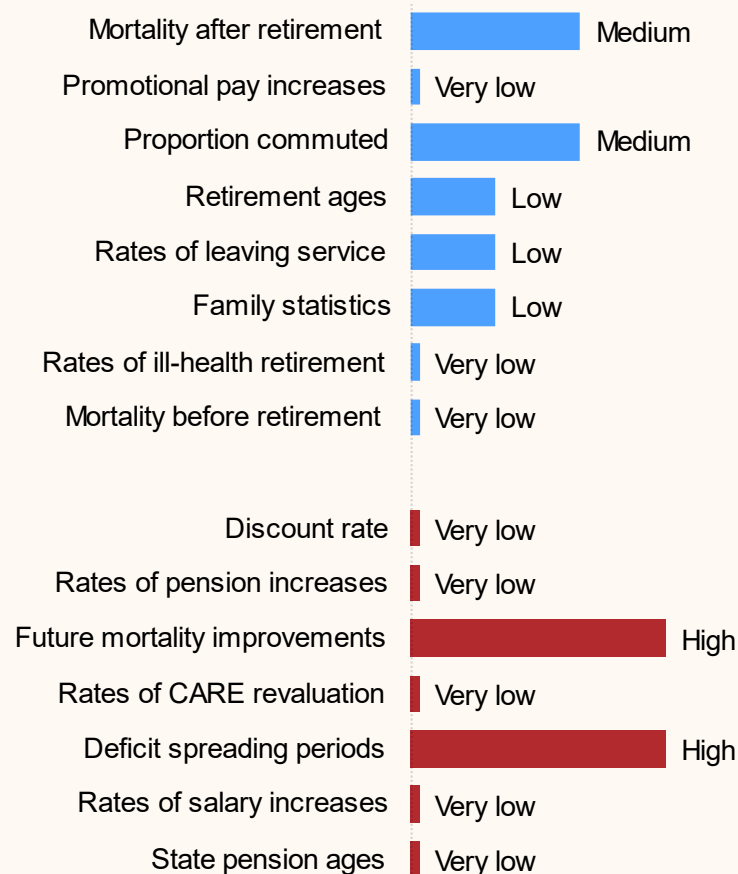 Mortality after retirement Medium
Promotional pay increases Very low
Proportion commuted Medium
Retirement ages Low
Rates of leaving service Low
Family statistics Low
Rates of ill-health retirement Very low
Mortality before retirement Very low
Discount rate Very low
Rates of pension increases Very low
Future mortality improvements High
Rates of CARE revaluation Very low
Deficit spreading periods High
Rates of salary increases Very low
State pension ages Very low